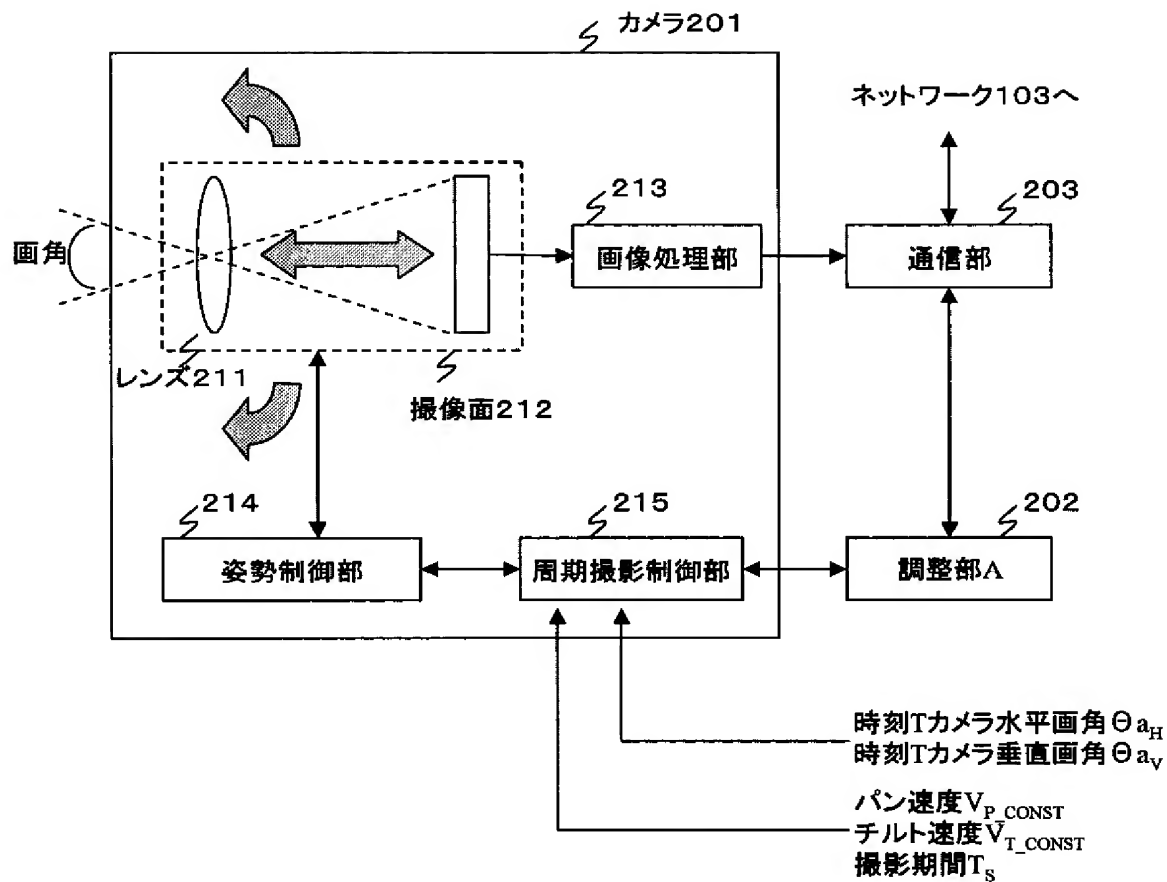 カメラ201
ネットワーク103へ
213
203
画角
画像処理部
通信部
レンズ211
撮像面212
214
215
202
姿勢制御部
周期撮影制御部
調整部A
時刻Tカメラ水平画角Θa_H
時刻Tカメラ垂直画角Θa_V
パン速度V_P_CONST
チルト速度V_T_CONST
撮影期間T_S